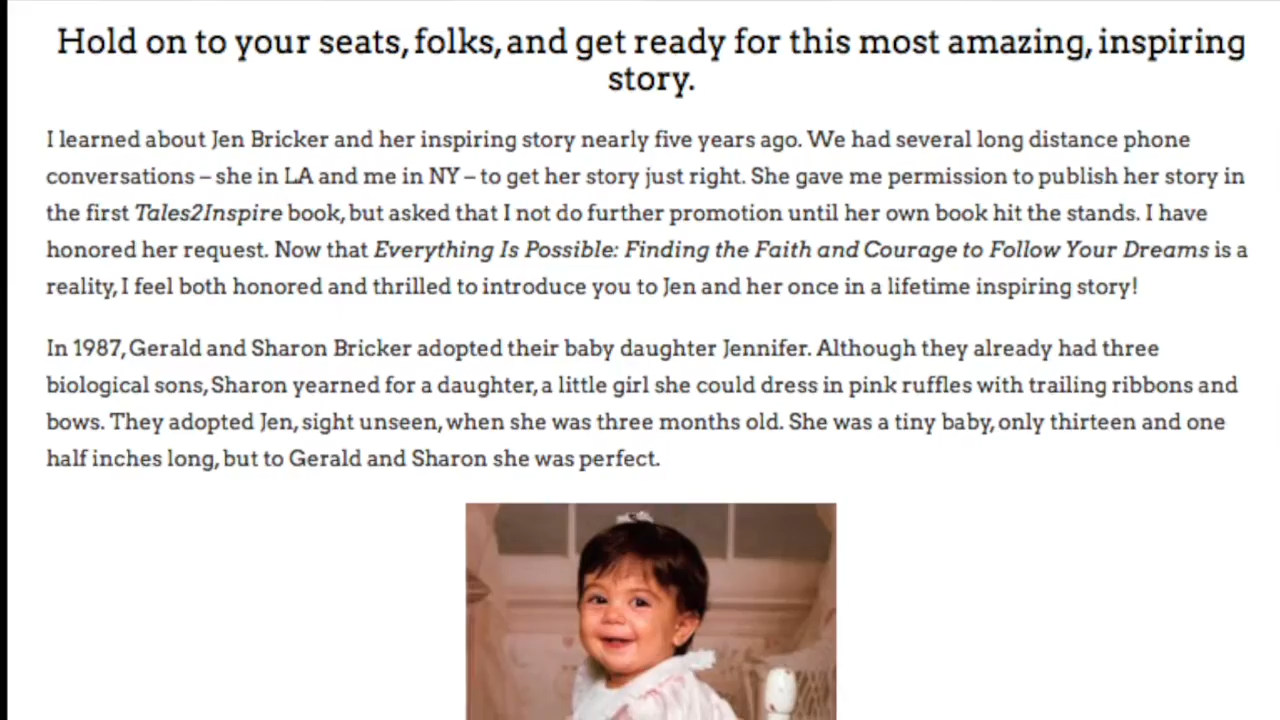 Hold on to your seats, folks, and get ready for this most amazing, inspiring
story.
I learned about Jen Bricker and her inspiring story nearly five years ago. We had several long distance phone
conversations – she in LA and me in NY – to get her story just right. She gave me permission to publish her story in
the first Tales2Inspire book, but asked that I not do further promotion until her own book hit the stands. I have
honored her request. Now that Everything Is Possible: Finding the Faith and Courage to Follow Your Dreams is a
reality, I feel both honored and thrilled to introduce you to Jen and her once in a lifetime inspiring story!
In 1987, Gerald and Sharon Bricker adopted their baby daughter Jennifer. Although they already had three
biological sons, Sharon yearned for a daughter, a little girl she could dress in pink ruffles with trailing ribbons and
bows. They adopted Jen, sight unseen, when she was three months old. She was a tiny baby, only thirteen and one
half inches long, but to Gerald and Sharon she was perfect.